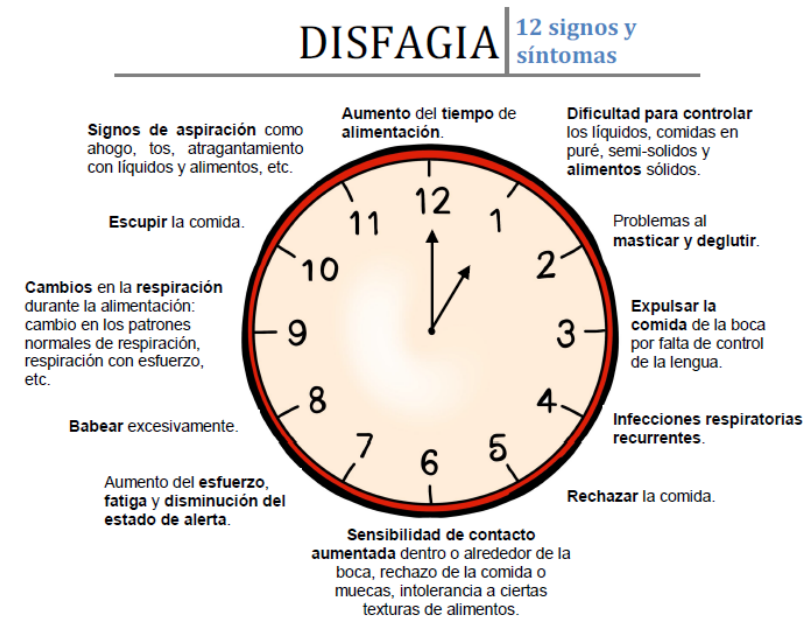 DISFAGIA
12 signos y
síntomas
Aumento del tiempo de
alimentación.
Dificultad para controlar
los líquidos, comidas en
puré, semi-solidos y
alimentos sólidos.
Problemas al
masticar y deglutir.
Expulsar la
comida de la boca
por falta de control
de la lengua.
Infecciones respiratorias
recurrentes.
Rechazar la comida.
Sensibilidad de contacto
aumentada dentro o alrededor de la
boca, rechazo de la comida o
muecas, intolerancia a ciertas
texturas de alimentos.
Aumento del esfuerzo,
fatiga y disminución del
estado de alerta.
Babear excesivamente.
Cambios en la respiración
durante la alimentación:
cambio en los patrones
normales de respiración,
respiración con esfuerzo,
etc.
Escupir la comida.
Signos de aspiración como
ahogo, tos, atragantamiento
con líquidos y alimentos, etc.
12
1
2
3
4
5
6
7
8
9
10
11